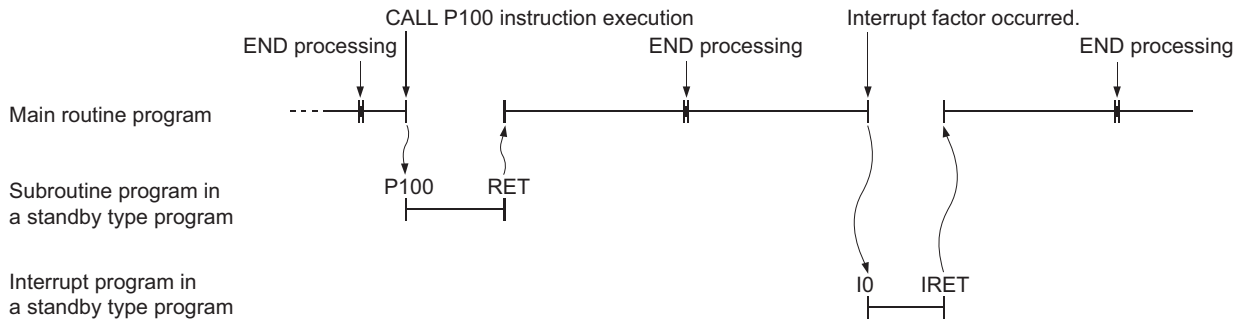 CALL P100 instruction execution
Interrupt factor occurred.
END processing
END processing
END processing
Main routine program
P100
RET
Subroutine program in
a standby type program
I0
IRET
Interrupt program in
a standby type program